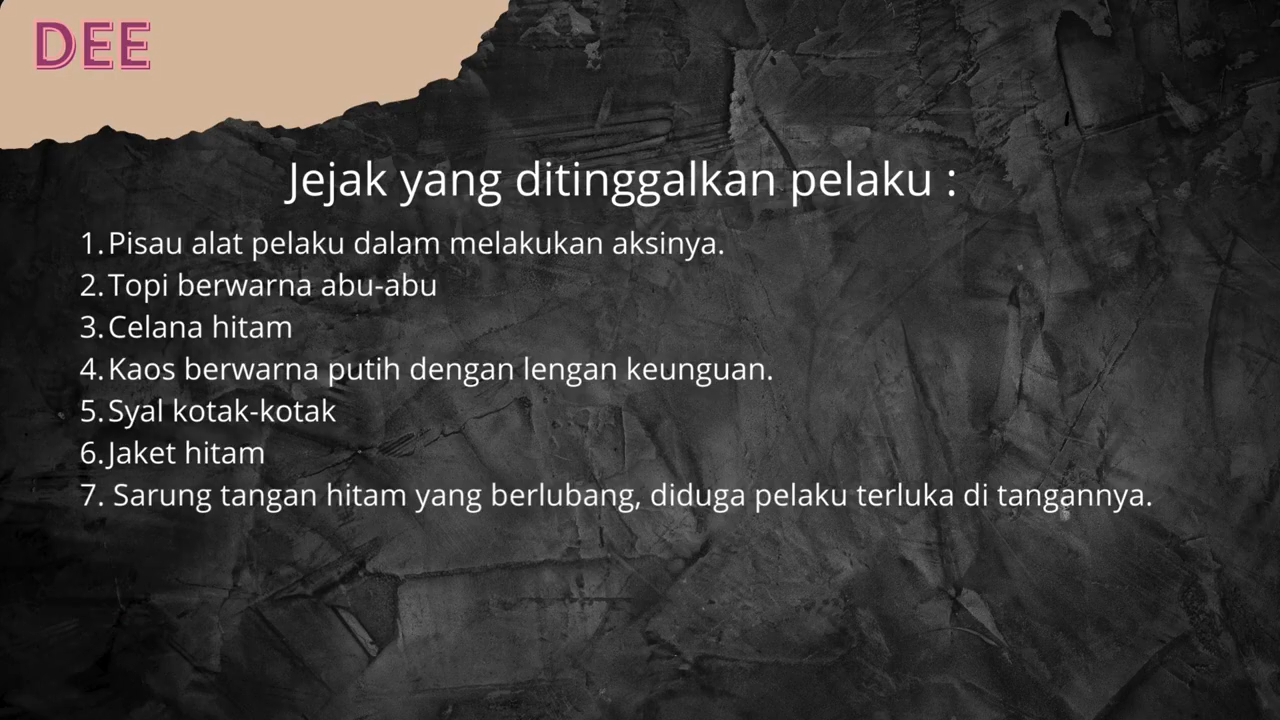 DEE
Jejak yang ditinggalkan pelaku :
1. Pisau alat pelaku dalam melakukan aksinya.
2. Topi berwarna abu-abu
3. Celana hitam
4. Kaos berwarna putih dengan lengan keunguan.
5. Syal kotak-kotak
6. Jaket hitam
7. Sarung tangan hitam yang berlubang, diduga pelaku terluka di tangannya.